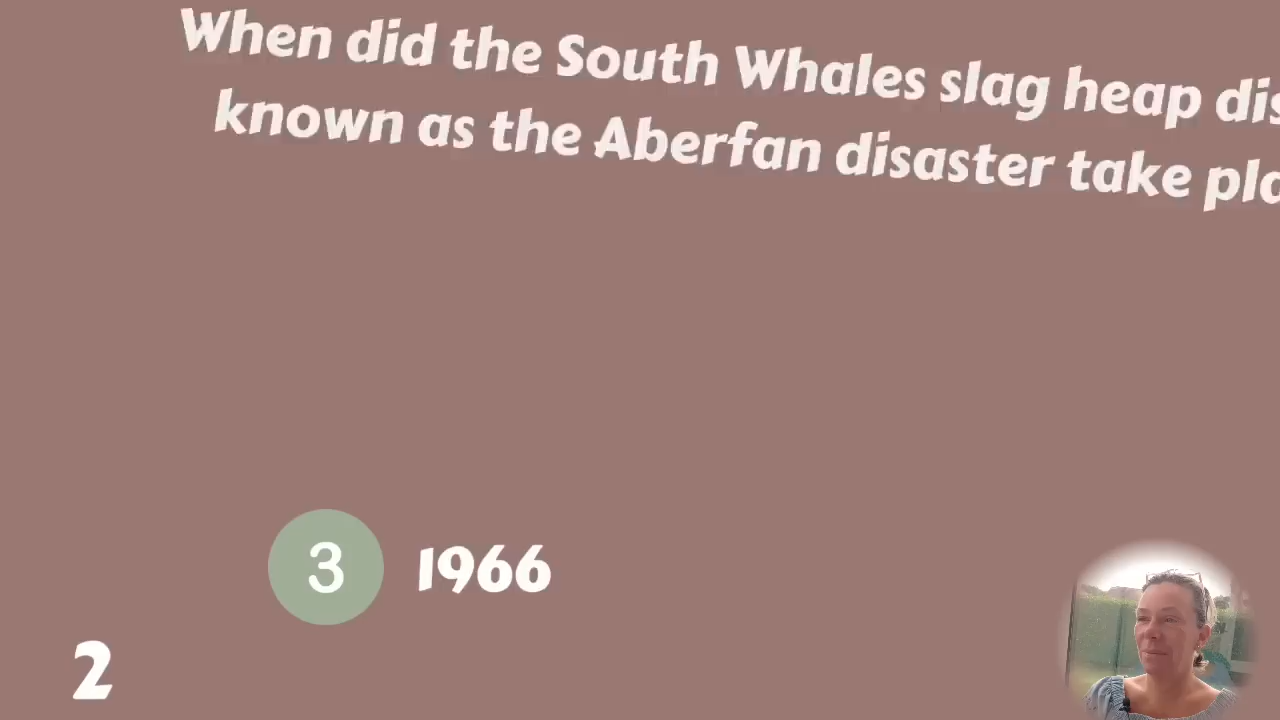 When did the South Whales slag heap
known as the Aberfan disaster take
3 1966
2